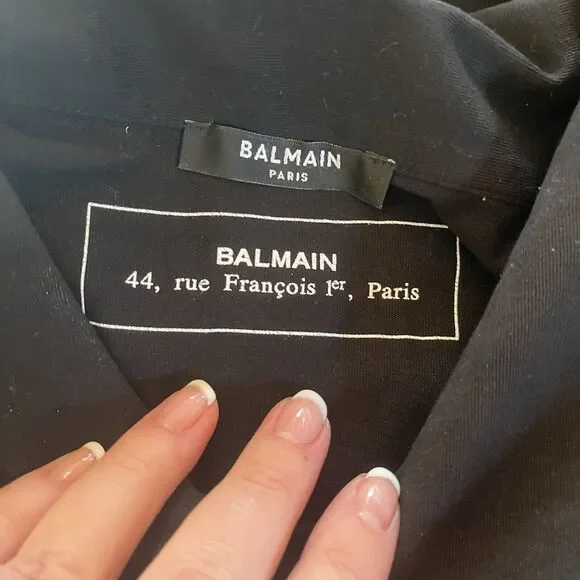 BALMAIN
PARIS
BALMAIN
44, rue François 1er, Paris